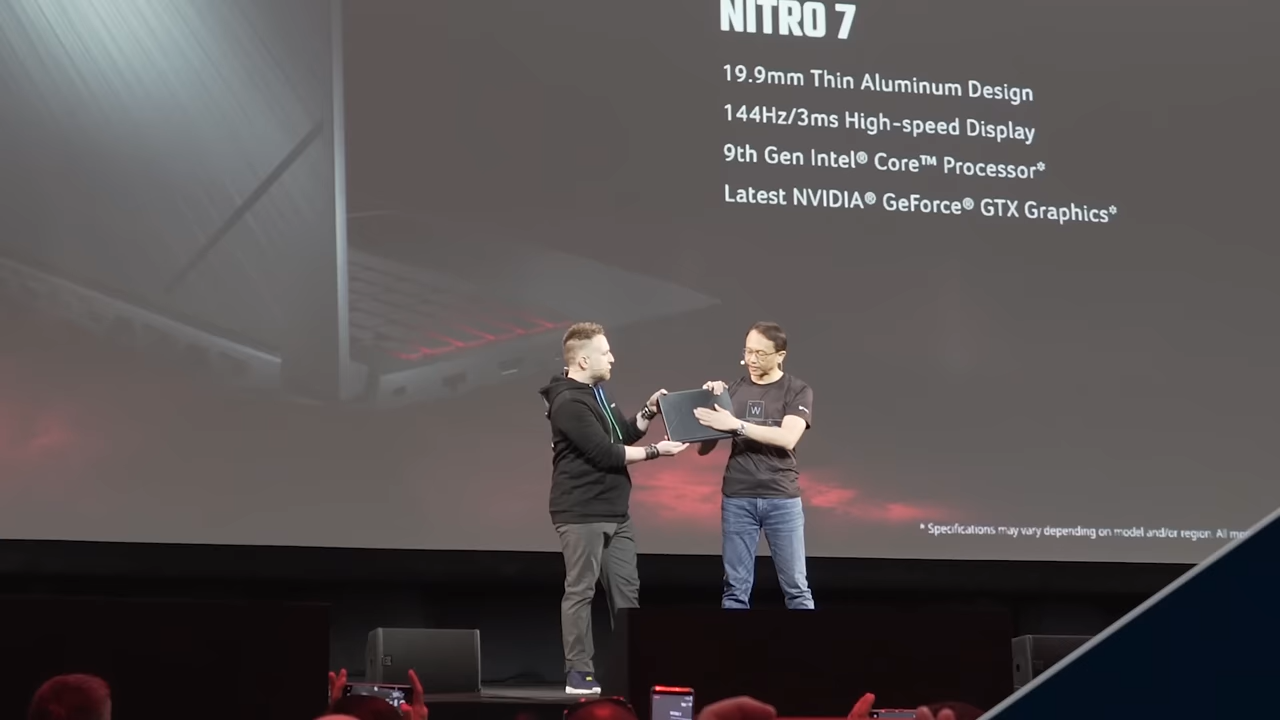 NITRO 7
19.9mm Thin Aluminum Design
144Hz/3ms High-speed Display
9th Gen Intel® Core™ Processor*
Latest NVIDIA® GeForce® GTX Graphics*
W
* Specifications may vary depending on model and/or region. All